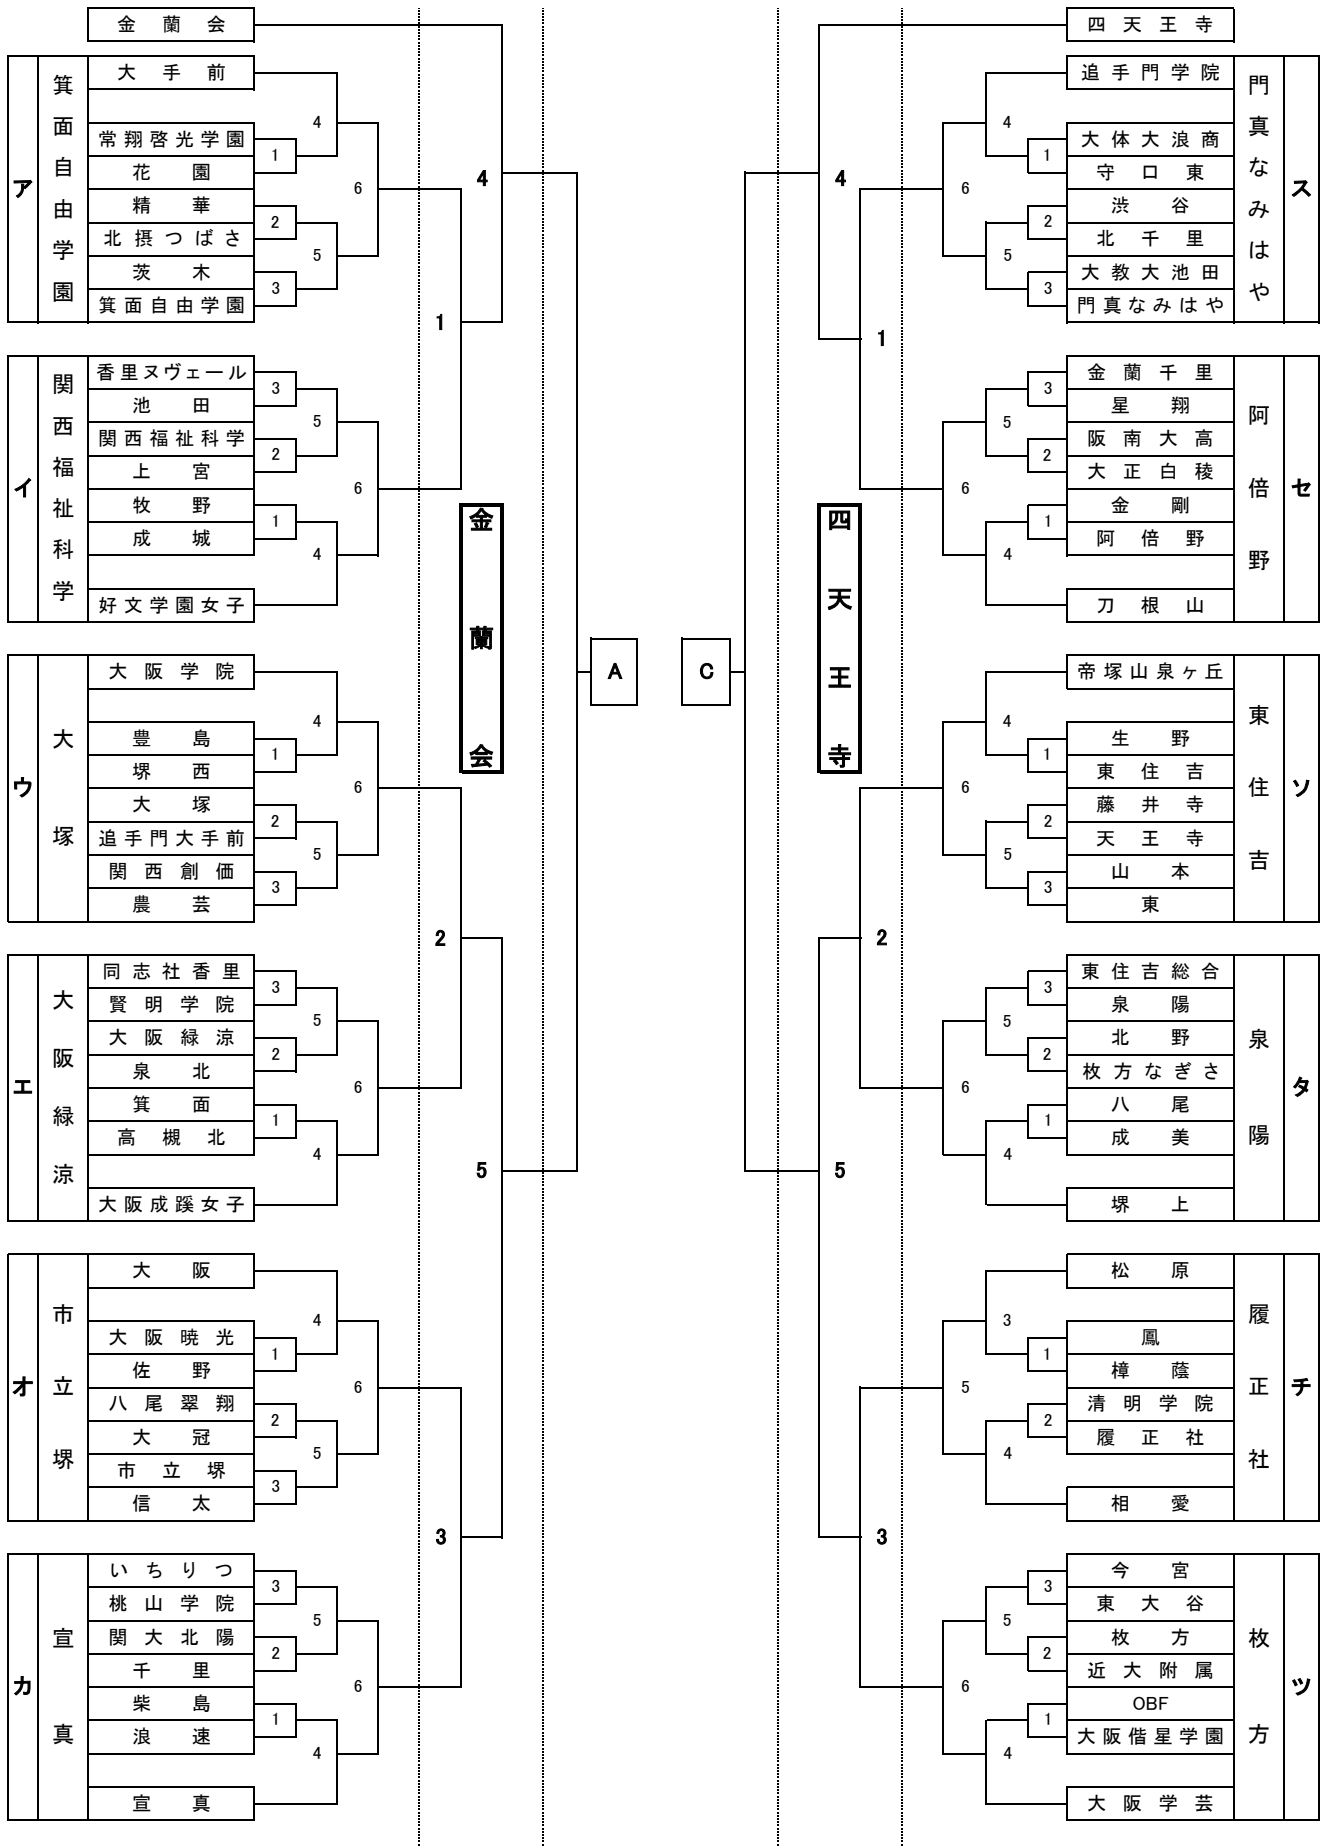 金蘭会
ア
箕面自由学園
大手前
常翔啓光学園
花園
精華
北摂つばさ
茨木
箕面自由学園
4
1
2
3
5
6
イ
関西福祉科学
香里ヌヴェール
池田
関西福祉科学
上宮
牧野
成城
好文学園女子
3
2
1
5
4
6
ウ
大塚
大阪学院
豊島
堺西
大塚
追手門大手前
関西創価
農芸
4
1
2
3
5
6
エ
大阪緑涼
同志社香里
賢明学院
大阪緑涼
泉北
箕面
高槻北
大阪成蹊女子
3
2
1
5
4
6
オ
市立堺
大阪
大阪暁光
佐野
八尾翠翔
大冠
市立堺
信太
4
1
2
3
5
6
カ
宣真
いちりつ
桃山学院
関大北陽
千里
柴島
浪速
宣真
3
2
1
5
4
6
1
2
3
4
5
金蘭会
A
C
四天王寺
4
5
1
2
3
四天王寺
追手門学院
大体大浪商
守口東
渋谷
北千里
大教大池田
門真なみはや
門真なみはや
ス
4
1
2
3
5
6
金蘭千里
星翔
阪南大高
大正白稜
金剛
阿倍野
刀根山
阿倍野
セ
3
2
1
5
4
6
帝塚山泉ヶ丘
生野
東住吉
藤井寺
天王寺
山本
東
東住吉
ソ
4
1
2
3
5
6
東住吉総合
泉陽
北野
枚方なぎさ
八尾
成美
堺上
泉陽
タ
3
2
1
5
4
6
松原
鳳
樟蔭
清明学院
履正社
相愛
履正社
チ
3
1
2
4
5
今宮
東大谷
枚方
近大附属
OBF
大阪偕星学園
大阪学芸
枚方
ツ
3
2
1
5
4
6